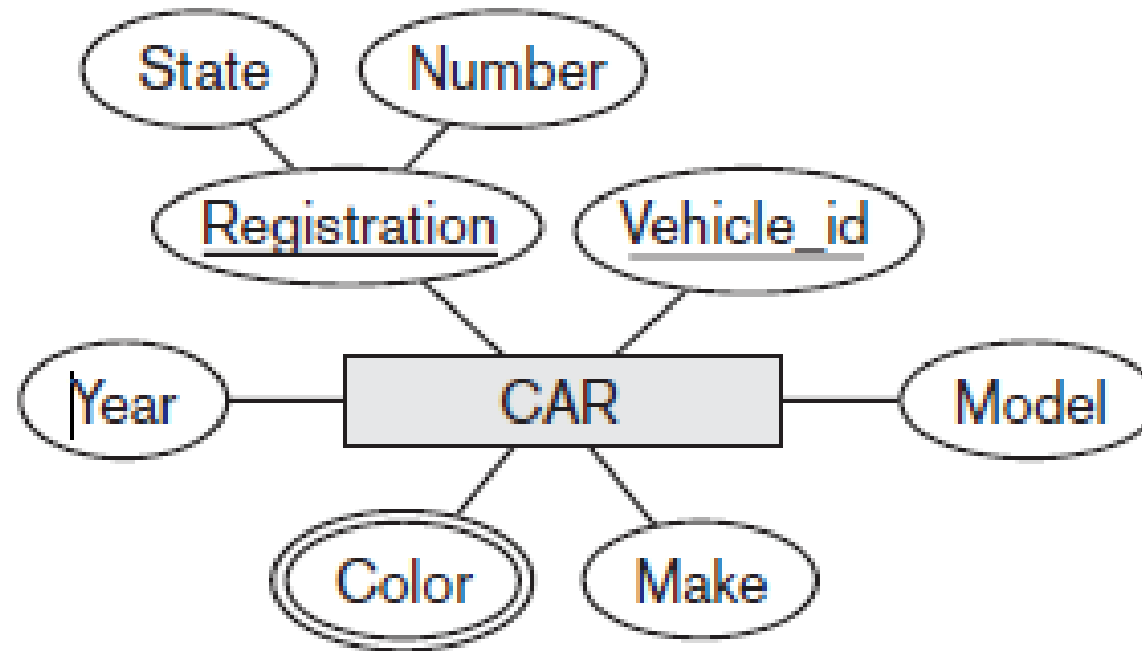 State Number
Registration Vehicle_id
Year CAR Model
Color Make